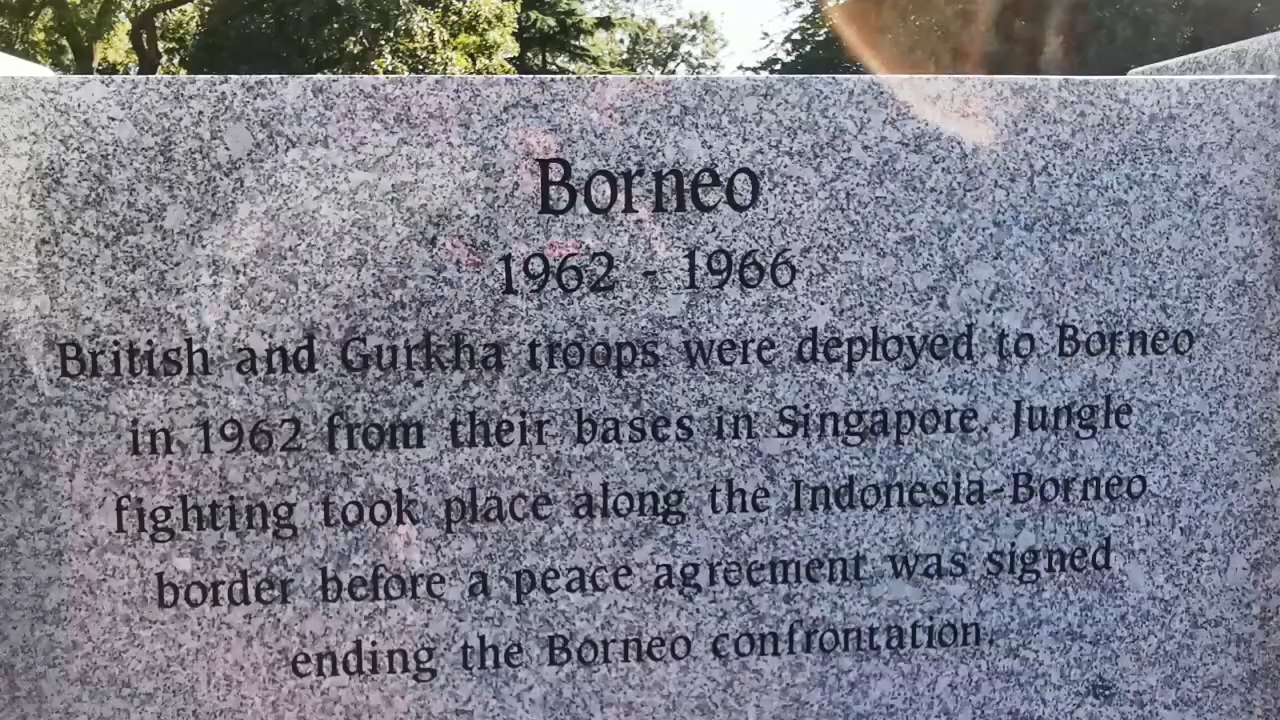 Borneo
1962 - 1966
British and Gurkha troops were deployed to Borneo
in 1962 from their bases in Singapore. Jungle
fighting took place along the Indonesia-Borneo
border before a peace agreement was signed
ending the Borneo confrontation.